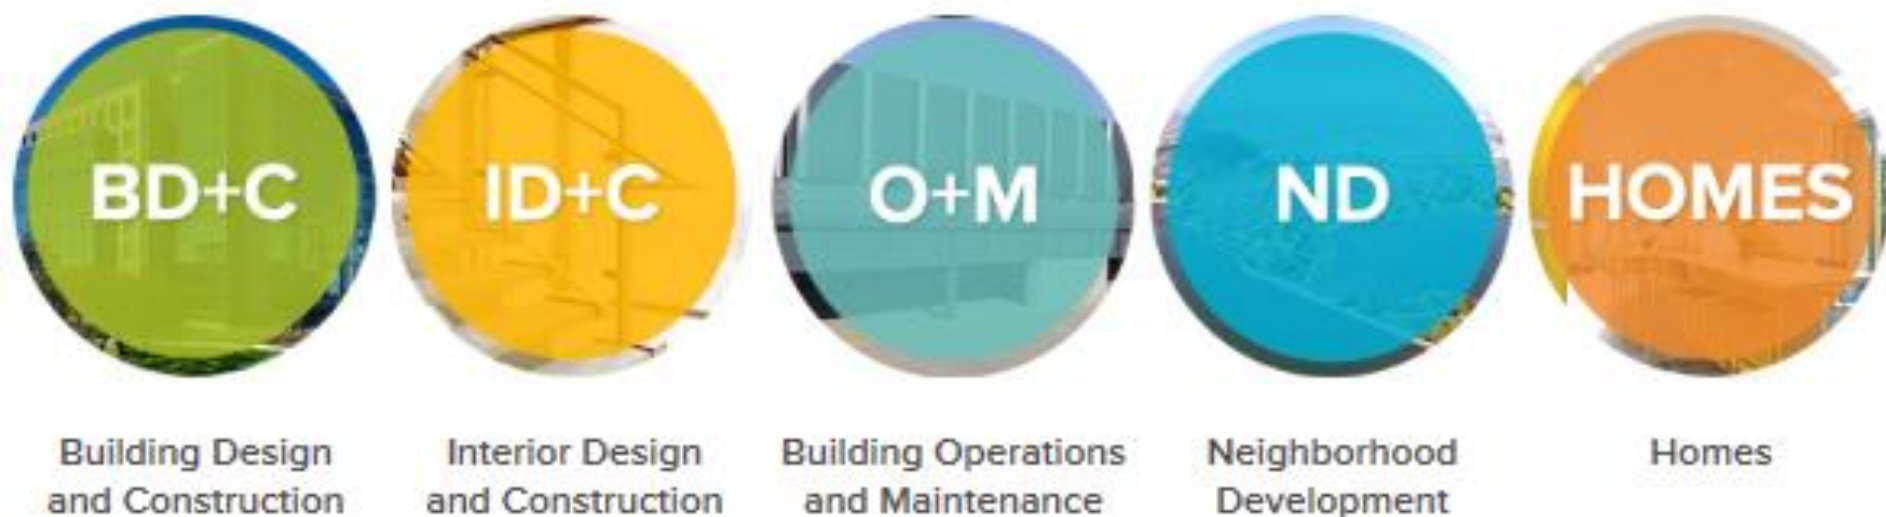 BD+C
ID+C
O+M
ND
HOMES
Building Design
and Construction
Interior Design
and Construction
Building Operations
and Maintenance
Neighborhood
Development
Homes